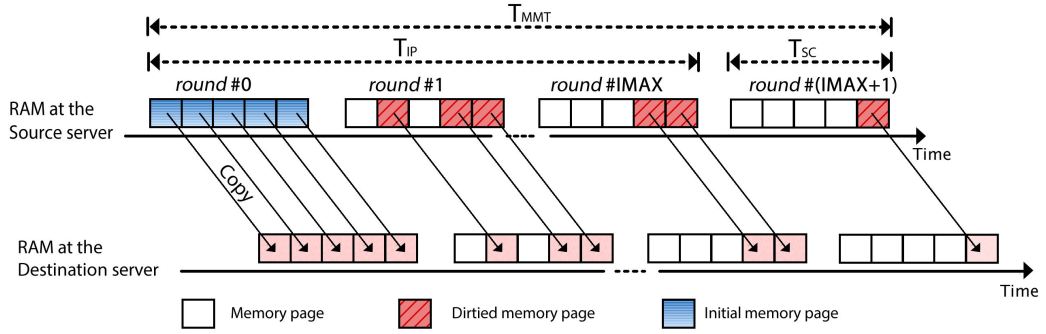 TMMT
TIP
TSC
round #0
round #1
round #IMAX
round #(IMAX+1)
RAM at the
Source server
Time
Copy
RAM at the
Destination server
Time
Memory page
Dirtied memory page
Initial memory page